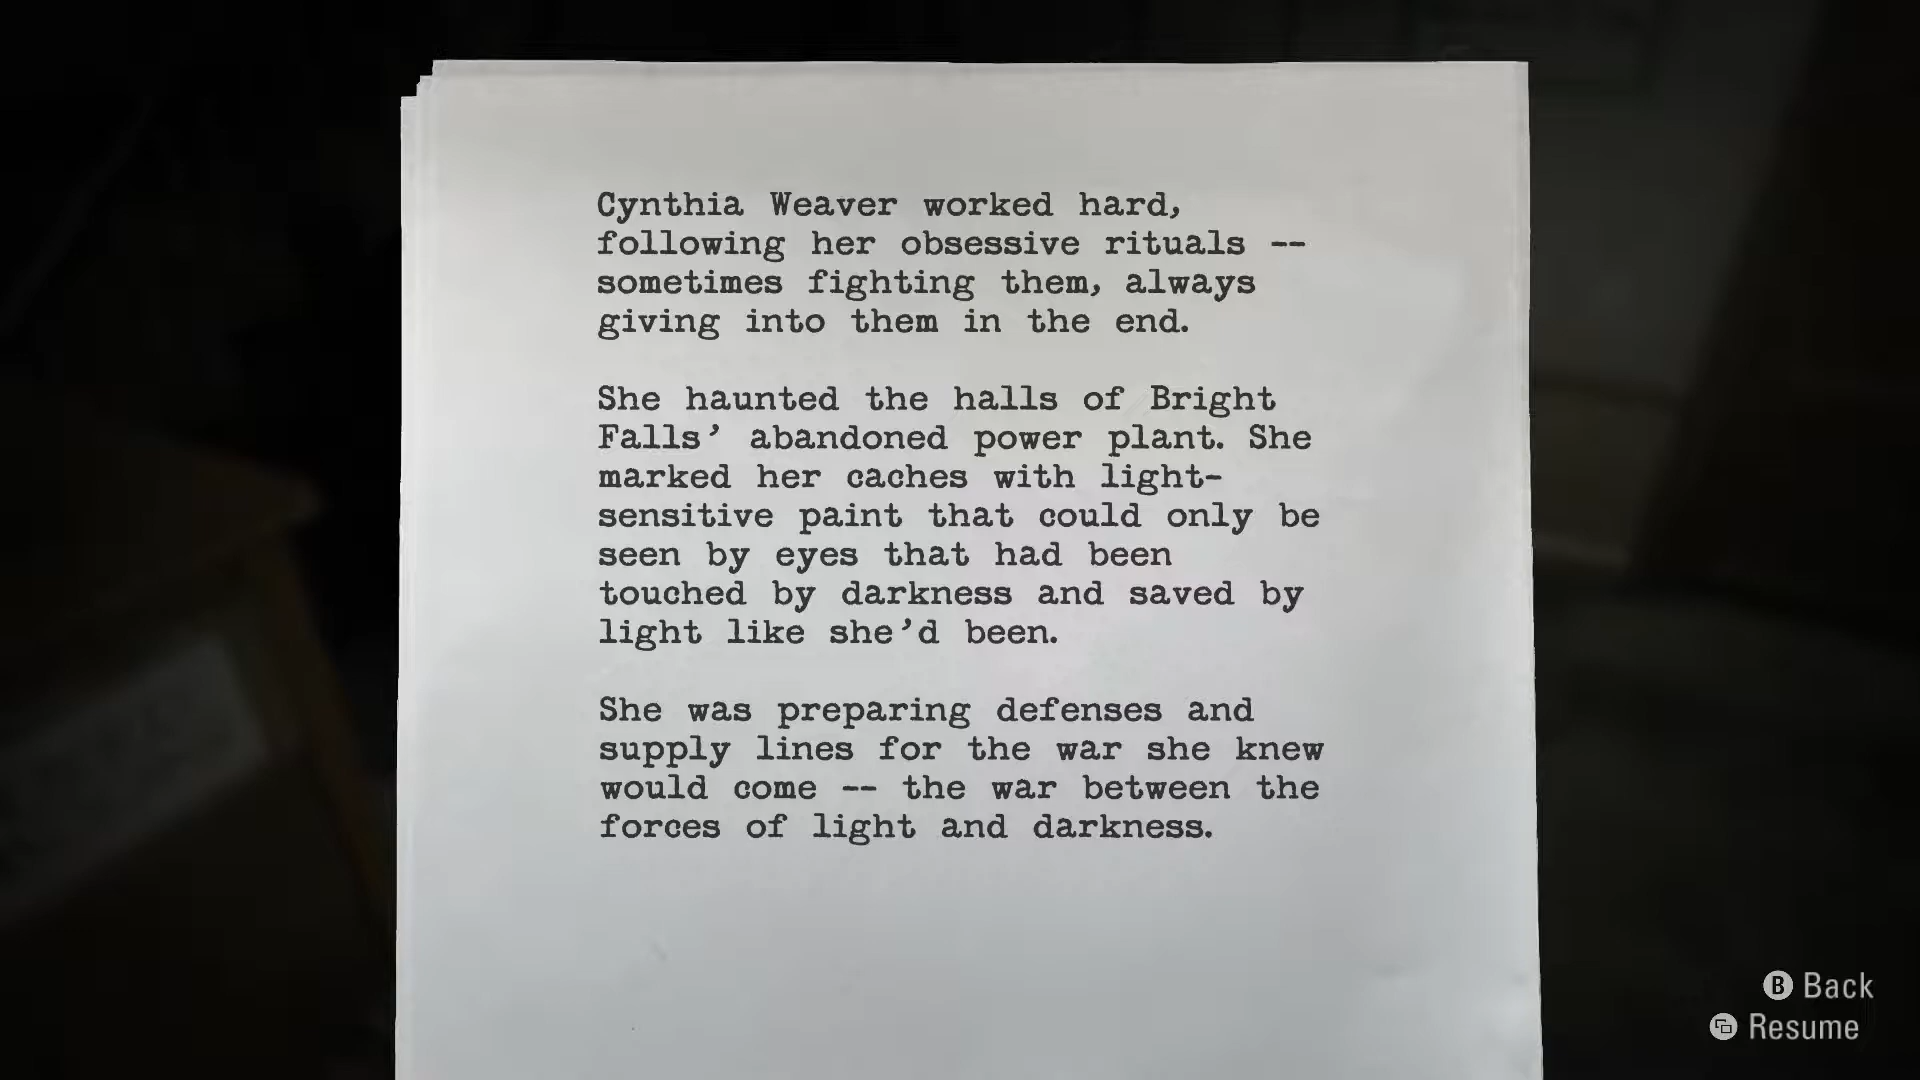 Cynthia Weaver worked hard,
following her obsessive rituals --
sometimes fighting them, always
giving into them in the end.
She haunted the halls of Bright
Falls’ abandoned power plant. She
marked her caches with light-
sensitive paint that could only be
seen by eyes that had been
touched by darkness and saved by
light like she’d been.
She was preparing defenses and
supply lines for the war she knew
would come -- the war between the
forces of light and darkness.
B Back
Resume